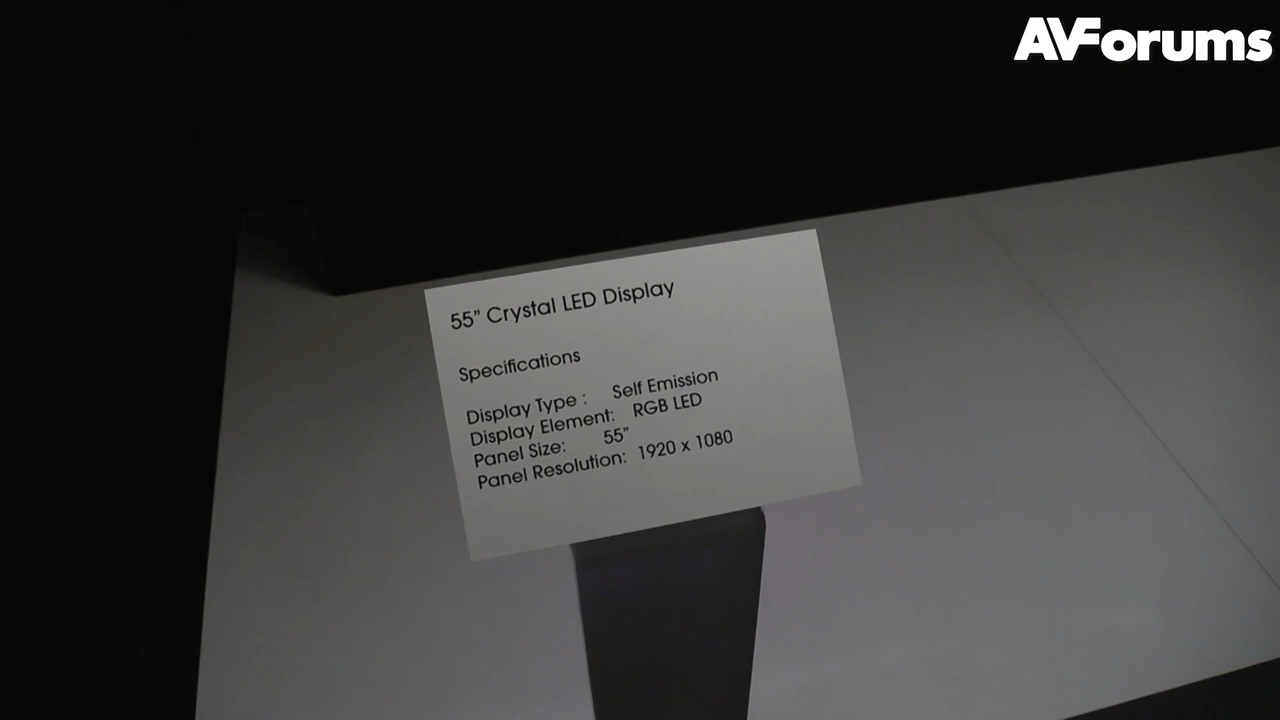 AVForums
55” Crystal LED Display
Specifications
Display Type : Self Emission
Display Element: RGB LED
Panel Size: 55”
Panel Resolution: 1920 x 1080